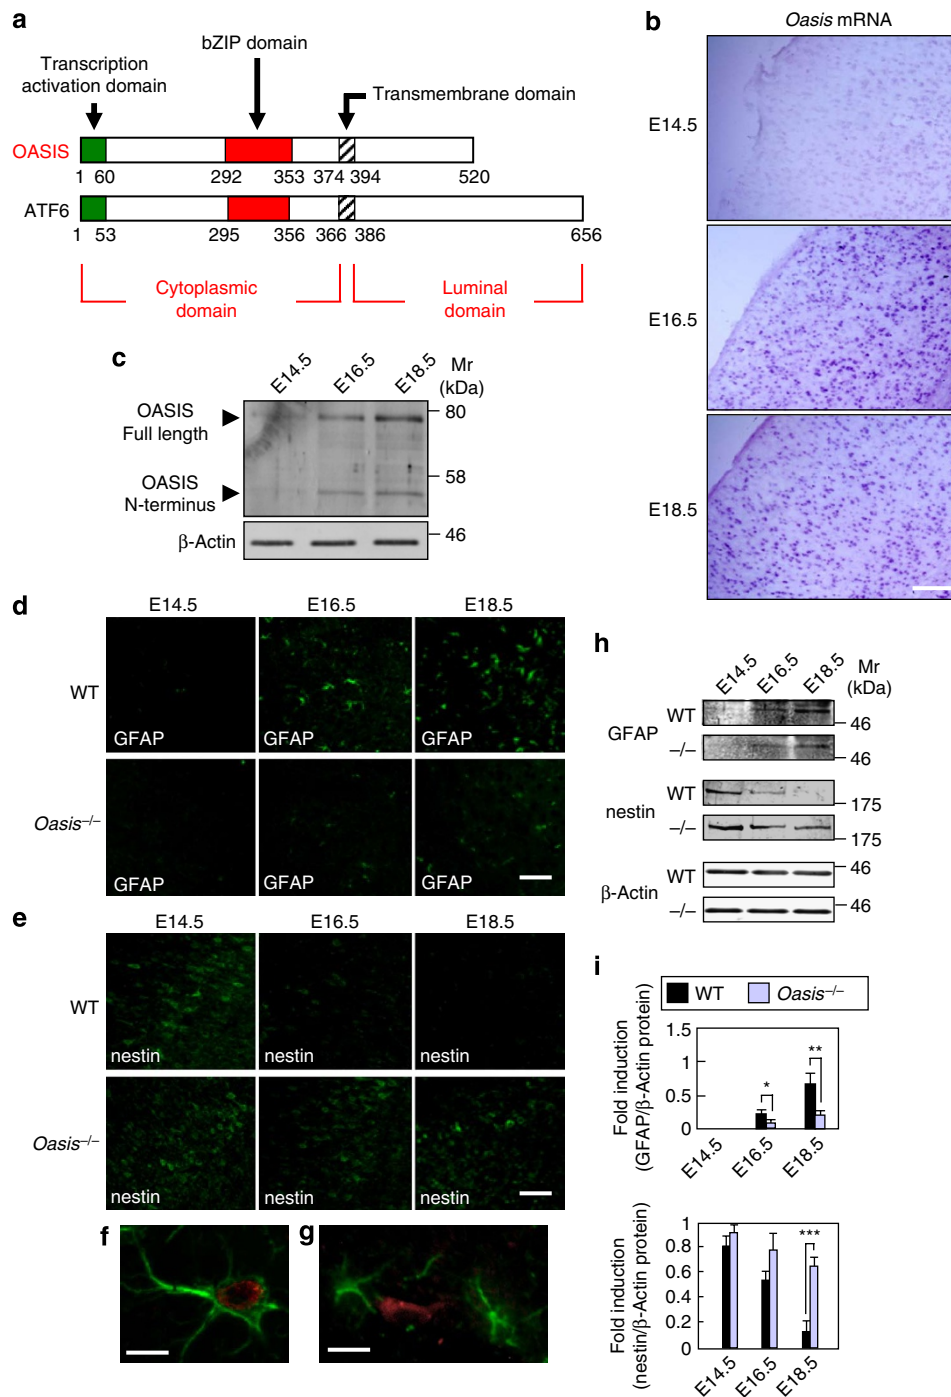 a
bZIP domain
Transcription
activation domain
Transmembrane domain
OASIS
1 60 292 353 374 394 520
ATF6
1 53 295 356 366 386 656
Cytoplasmic
domain
Luminal
domain
b
Oasis mRNA
E14.5
E16.5
E18.5
c
E14.5 E16.5 E18.5 Mr
(kDa)
OASIS
Full length
80
58
OASIS
N-terminus
46
β-Actin
d
E14.5 E16.5 E18.5
WT
GFAP GFAP GFAP
Oasis–/–
GFAP GFAP GFAP
e
E14.5 E16.5 E18.5
WT
nestin nestin nestin
Oasis–/–
nestin nestin nestin
f g
h
E14.5 E16.5 E18.5 Mr
(kDa)
GFAP
WT 46
–/– 46
nestin
WT 175
–/– 175
β-Actin
WT 46
–/– 46
i
WT Oasis–/–
Fold induction
(GFAP/β-Actin protein)
1.5
1
0.5
0
* **
E14.5 E16.5 E18.5
Fold induction
(nestin/β-Actin protein)
1
0.8
0.6
0.4
0.2
0
***
E14.5 E16.5 E18.5